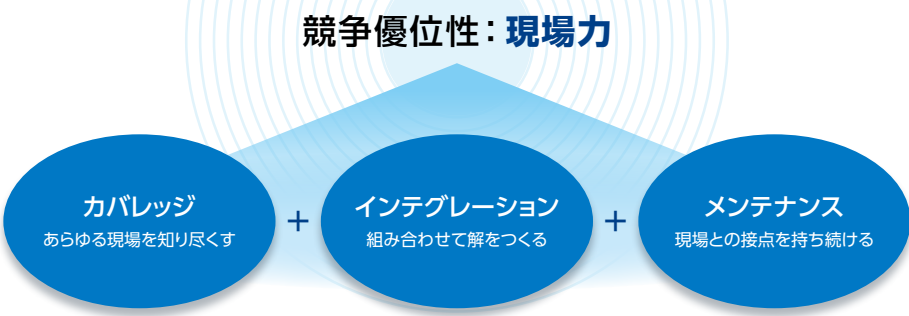 競争優位性：現場力
カバレッジ
あらゆる現場を知り尽くす
+
インテグレーション
組み合わせて解をつくる
+
メンテナンス
現場との接点を持ち続ける